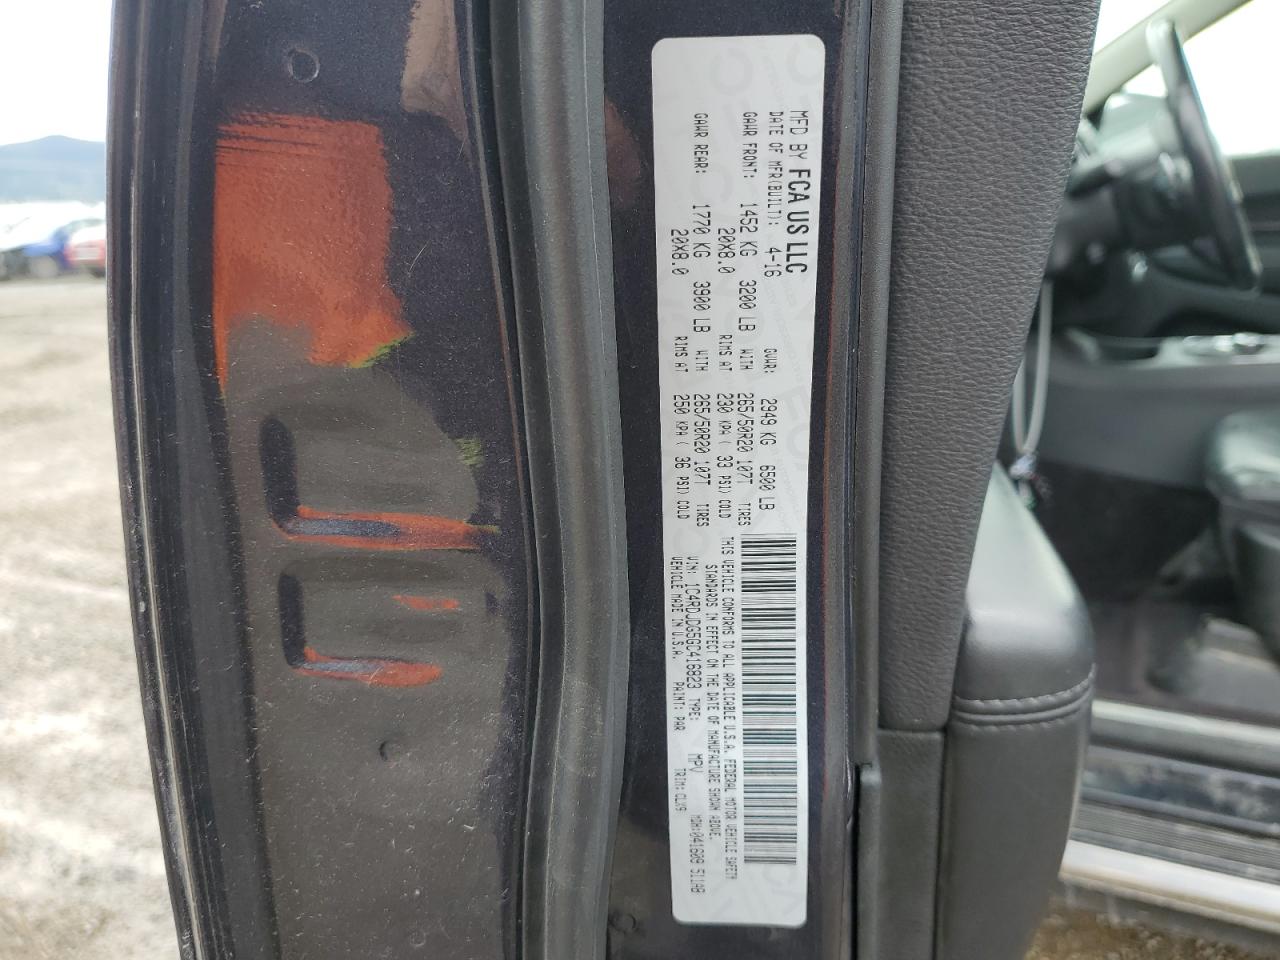 MFD BY FCA US LLC
DATE OF MFR(BUILT): 4-16 GVWR: 2949 KG 6500 LB
GAWR FRONT: 1452 KG 3200 LB WITH 265/50R20 107T TIRES
20X8.0 RIMS AT 230 KPA( 33 PSI) COLD
GAWR REAR: 1770 KG 3900 LB WITH 265/50R20 107T TIRES
20X8.0 RIMS AT 250 KPA( 36 PSI) COLD
THIS VEHICLE CONFORMS TO ALL APPLICABLE U.S.A. FEDERAL MOTOR VEHICLE SAFETY
STANDARDS IN EFFECT ON THE DATE OF MANUFACTURE SHOWN ABOVE.
VIN: 1C4RDJDG5GC416823 TYPE: MPV MDH:041609 511AB
VEHICLE MADE IN U.S.A. PAINT: PAR TRIM:CLX9